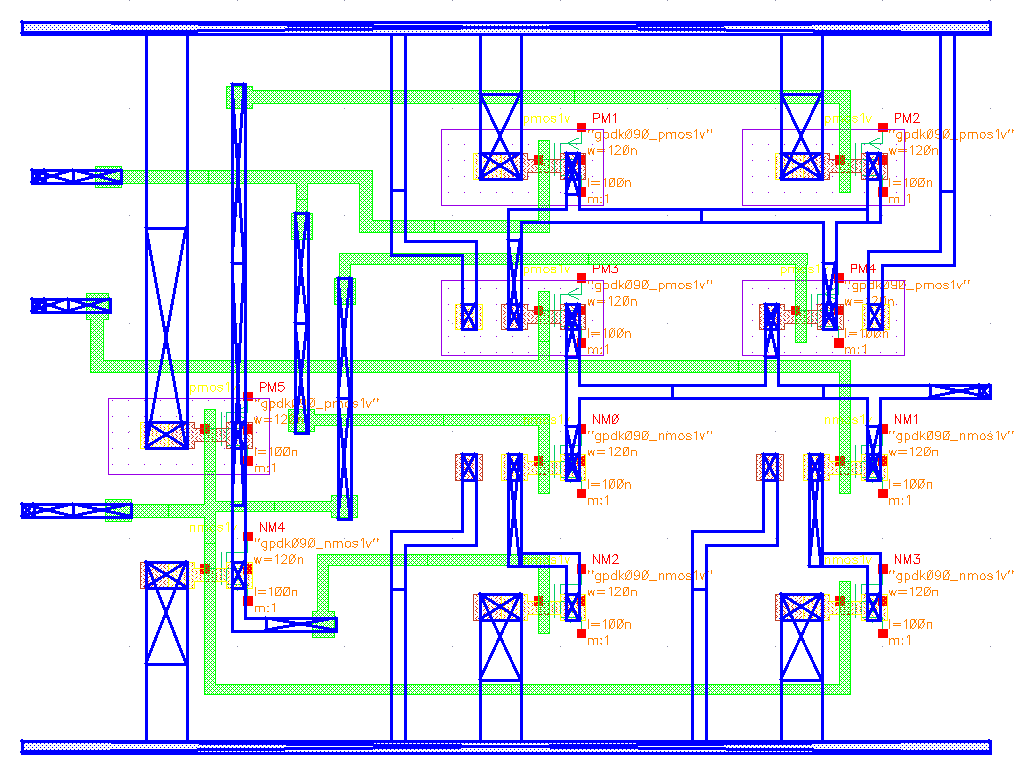 pmos1v PM1
"gpdk090_pmos1v"
w=120n
l=100n
m:1
pmos1v PM2
"gpdk090_pmos1v"
w=120n
l=100n
m:1
pmos1v PM3
"gpdk090_pmos1v"
w=120n
l=100n
m:1
pmos1v PM4
"gpdk090_pmos1v"
w=120n
l=100n
m:1
pmos1v PM5
"gpdk090_pmos1v"
w=120n
l=100n
m:1
nmos1v NM0
"gpdk090_nmos1v"
w=120n
l=100n
m:1
nmos1v NM1
"gpdk090_nmos1v"
w=120n
l=100n
m:1
nmos1v NM4
"gpdk090_nmos1v"
w=120n
l=100n
m:1
nmos1v NM2
"gpdk090_nmos1v"
w=120n
l=100n
m:1
nmos1v NM3
"gpdk090_nmos1v"
w=120n
l=100n
m:1